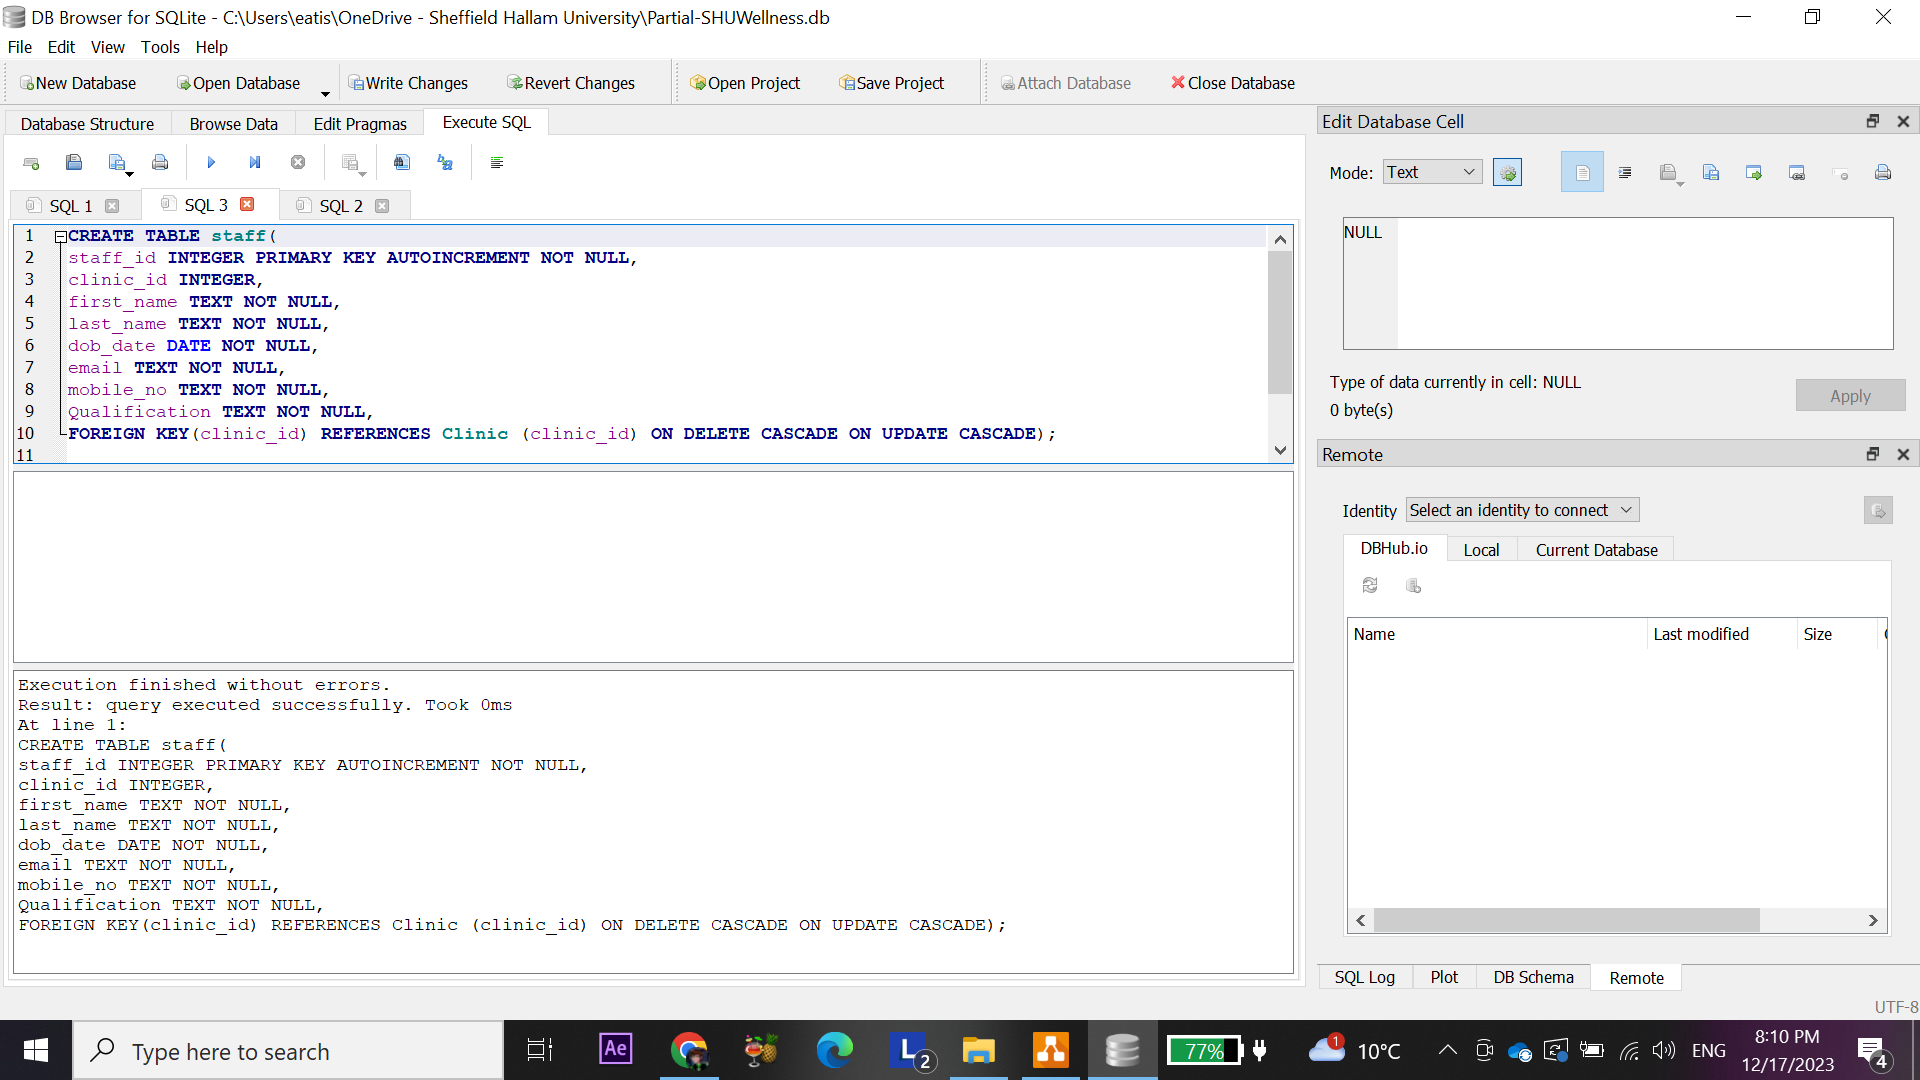 DB Browser for SQLite - C:\Users\eatis\OneDrive - Sheffield Hallam University\Partial-SHUWellness.db
File Edit View Tools Help
New Database Open Database Write Changes Revert Changes Open Project Save Project Attach Database Close Database
Database Structure Browse Data Edit Pragmas Execute SQL
SQL 1 SQL 3 SQL 2
1 CREATE TABLE staff(
2 staff_id INTEGER PRIMARY KEY AUTOINCREMENT NOT NULL,
3 clinic_id INTEGER,
4 first_name TEXT NOT NULL,
5 last_name TEXT NOT NULL,
6 dob_date DATE NOT NULL,
7 email TEXT NOT NULL,
8 mobile_no TEXT NOT NULL,
9 Qualification TEXT NOT NULL,
10 FOREIGN KEY(clinic_id) REFERENCES Clinic (clinic_id) ON DELETE CASCADE ON UPDATE CASCADE);
11
Execution finished without errors.
Result: query executed successfully. Took 0ms
At line 1:
CREATE TABLE staff(
staff_id INTEGER PRIMARY KEY AUTOINCREMENT NOT NULL,
clinic_id INTEGER,
first_name TEXT NOT NULL,
last_name TEXT NOT NULL,
dob_date DATE NOT NULL,
email TEXT NOT NULL,
mobile_no TEXT NOT NULL,
Qualification TEXT NOT NULL,
FOREIGN KEY(clinic_id) REFERENCES Clinic (clinic_id) ON DELETE CASCADE ON UPDATE CASCADE);
Edit Database Cell
Mode: Text
NULL
Type of data currently in cell: NULL
0 byte(s)
Apply
Remote
Identity Select an identity to connect
DBHub.io Local Current Database
Name Last modified Size
SQL Log Plot DB Schema Remote
UTF-8
Type here to search
Ae
L 2
77%
1
10°C
ENG
8:10 PM
12/17/2023
4